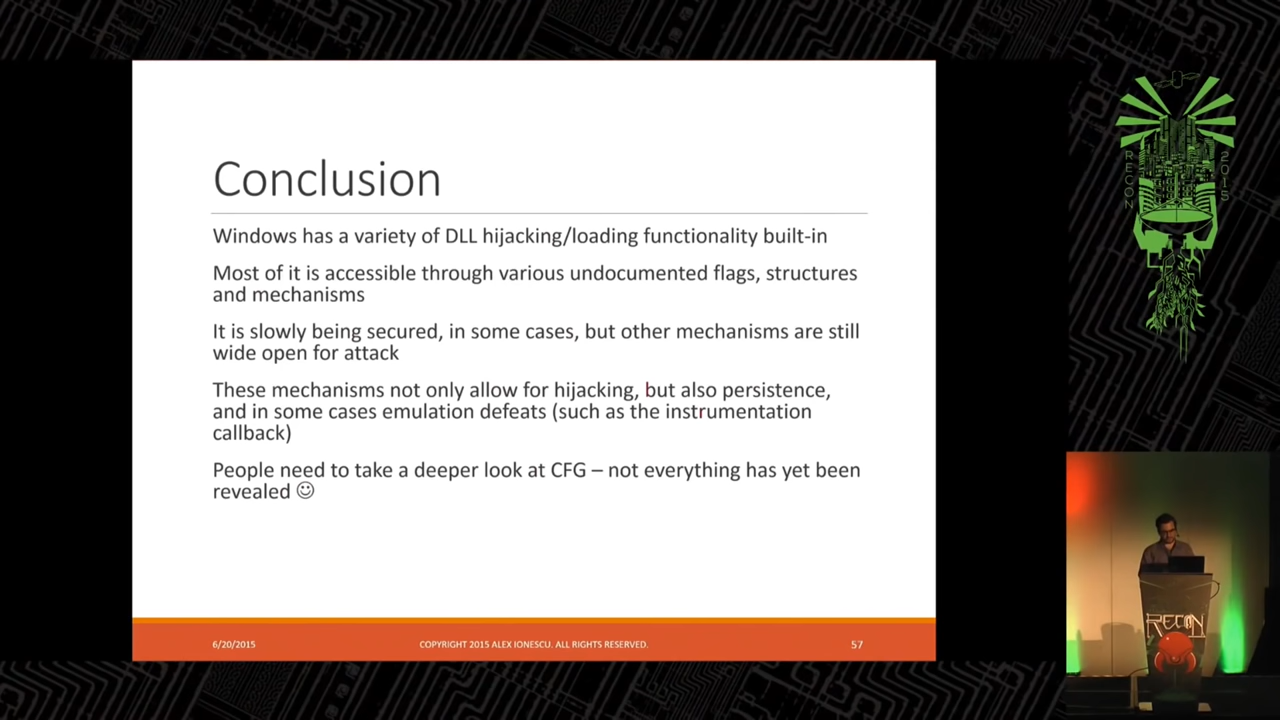 Conclusion
Windows has a variety of DLL hijacking/loading functionality built-in
Most of it is accessible through various undocumented flags, structures
and mechanisms
It is slowly being secured, in some cases, but other mechanisms are still
wide open for attack
These mechanisms not only allow for hijacking, but also persistence,
and in some cases emulation defeats (such as the instrumentation
callback)
People need to take a deeper look at CFG – not everything has yet been
revealed ☺
6/20/2015
COPYRIGHT 2015 ALEX IONESCU. ALL RIGHTS RESERVED.
57
RECON
2015
RECON